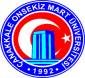 ÇANAKKALE ONSEKİZ MART ÜNİVERSİTESİ
• 1992 •